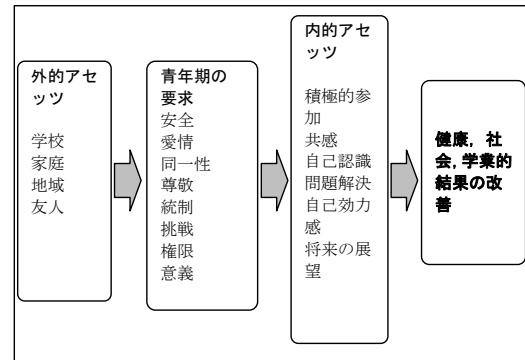 外的アセ
ッツ
学校
家庭
地域
友人
青年期の
要求
安全
愛情
同一性
尊敬
統制
挑戦
権限
意義
内的アセ
ッツ
積極的参
加
共感
自己認識
問題解決
自己効力
感
将来の展
望
健康，社
会，学業的
結果の改
善